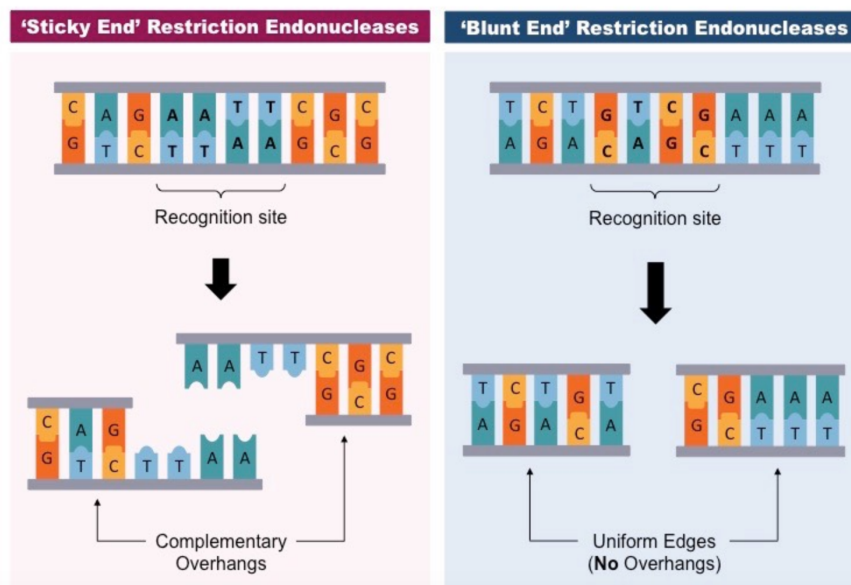 'Sticky End' Restriction Endonucleases
C A G A A T T C G C
G T C T T A A G C G
Recognition site
A A T T C G C
G C G
C A G
G T C T T A A
Complementary
Overhangs
'Blunt End' Restriction Endonucleases
T C T G T C G A A A
A G A C A G C T T T
Recognition site
T C T G T
A G A C A
C G A A A
G C T T T
Uniform Edges
(No Overhangs)